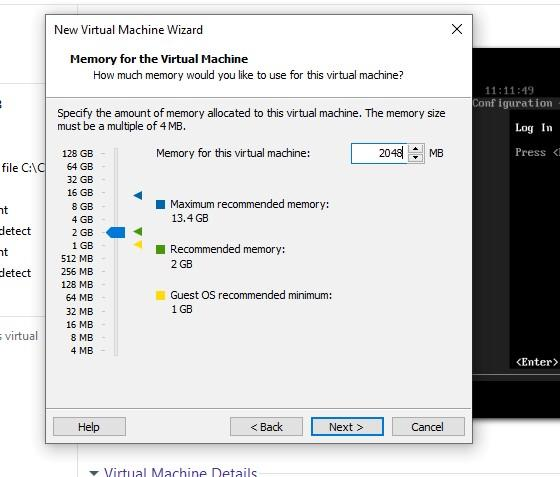 New Virtual Machine Wizard
Memory for the Virtual Machine
How much memory would you like to use for this virtual machine?
Specify the amount of memory allocated to this virtual machine. The memory size
must be a multiple of 4 MB.
Memory for this virtual machine: 2048 MB
128 GB
64 GB
32 GB
16 GB
8 GB
4 GB
2 GB
1 GB
512 MB
256 MB
128 MB
64 MB
32 MB
16 MB
8 MB
4 MB
Maximum recommended memory:
13.4 GB
Recommended memory:
2 GB
Guest OS recommended minimum:
1 GB
Help
< Back
Next >
Cancel
file C:\C
nt
detect
nt
detect
s virtual
11:11:49
Configuration
Log In
Press <
<Enter>
Virtual Machine Details